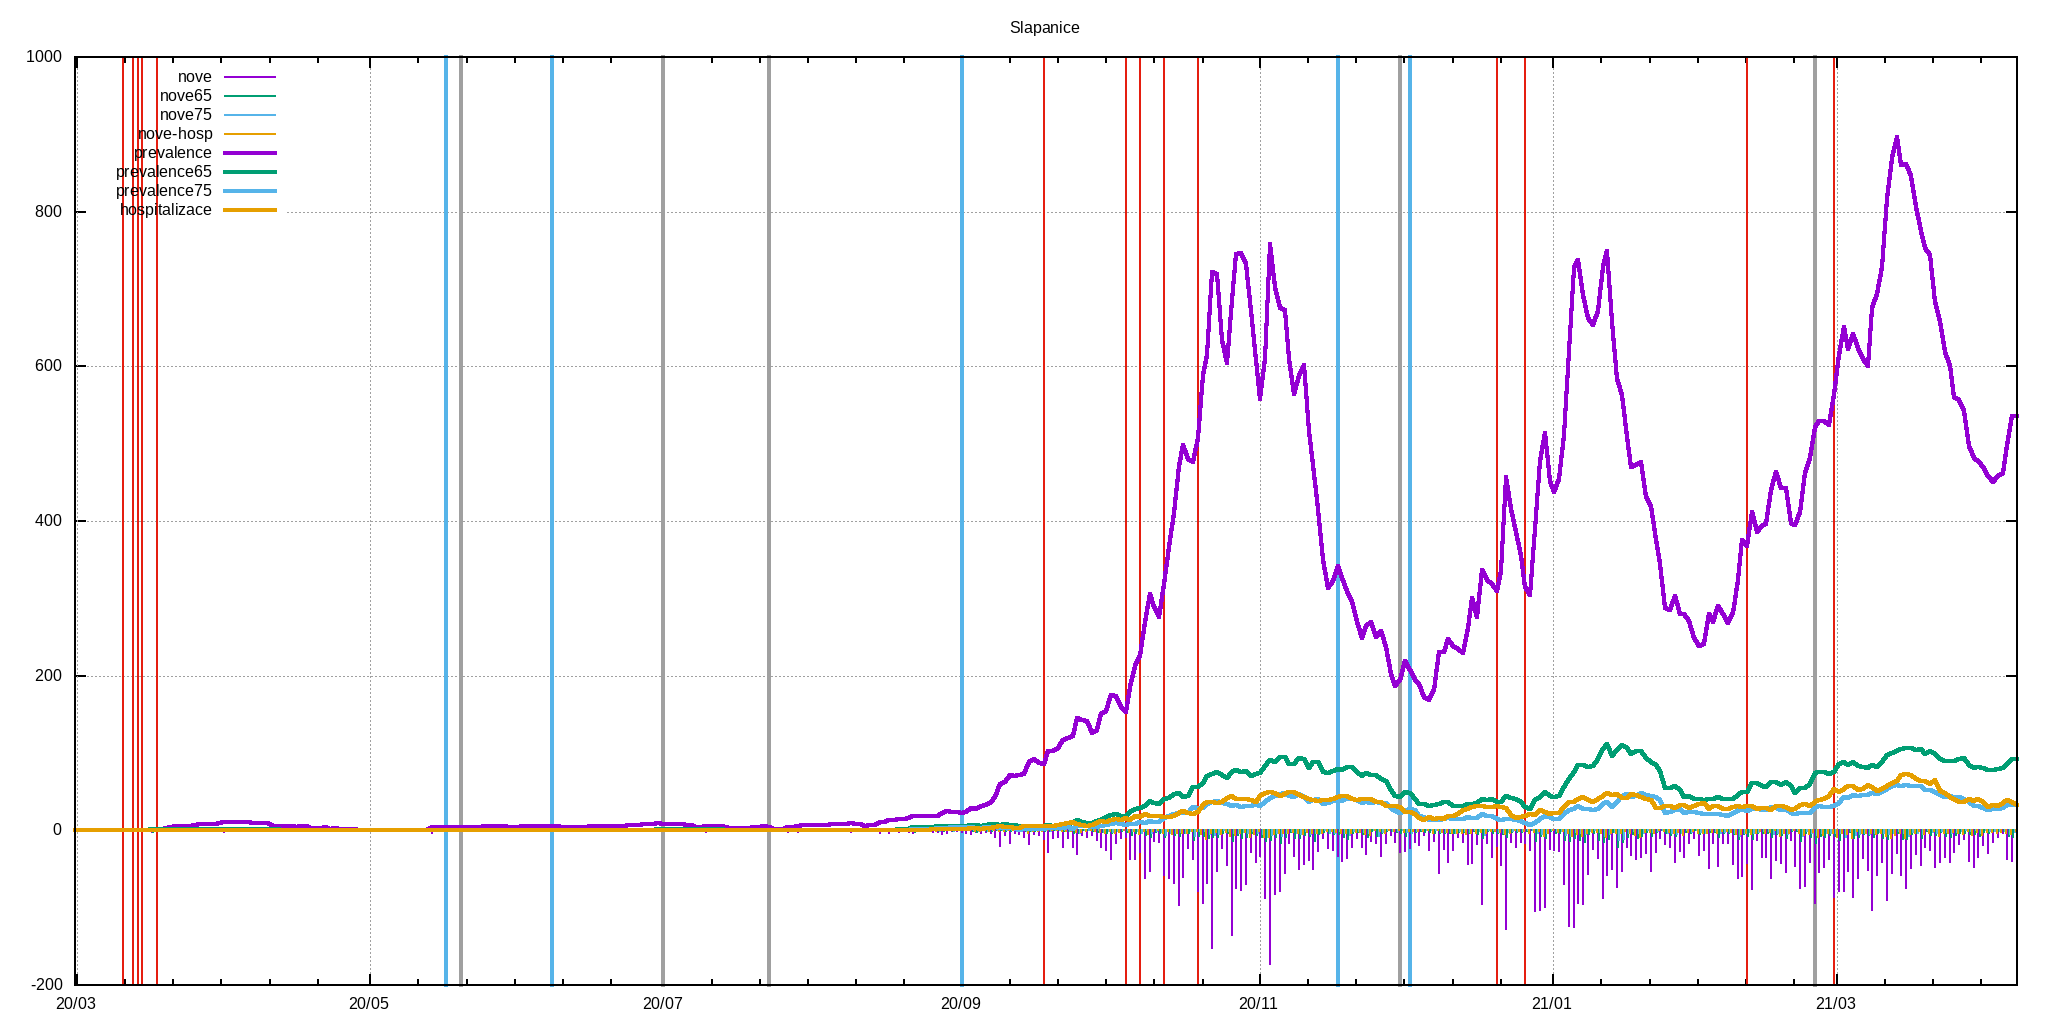 Slapanice
1000
800
600
400
200
0
-200
nove
nove65
nove75
nove-hosp
prevalence
prevalence65
prevalence75
hospitalizace
20/03 20/05 20/07 20/09 20/11 21/01 21/03